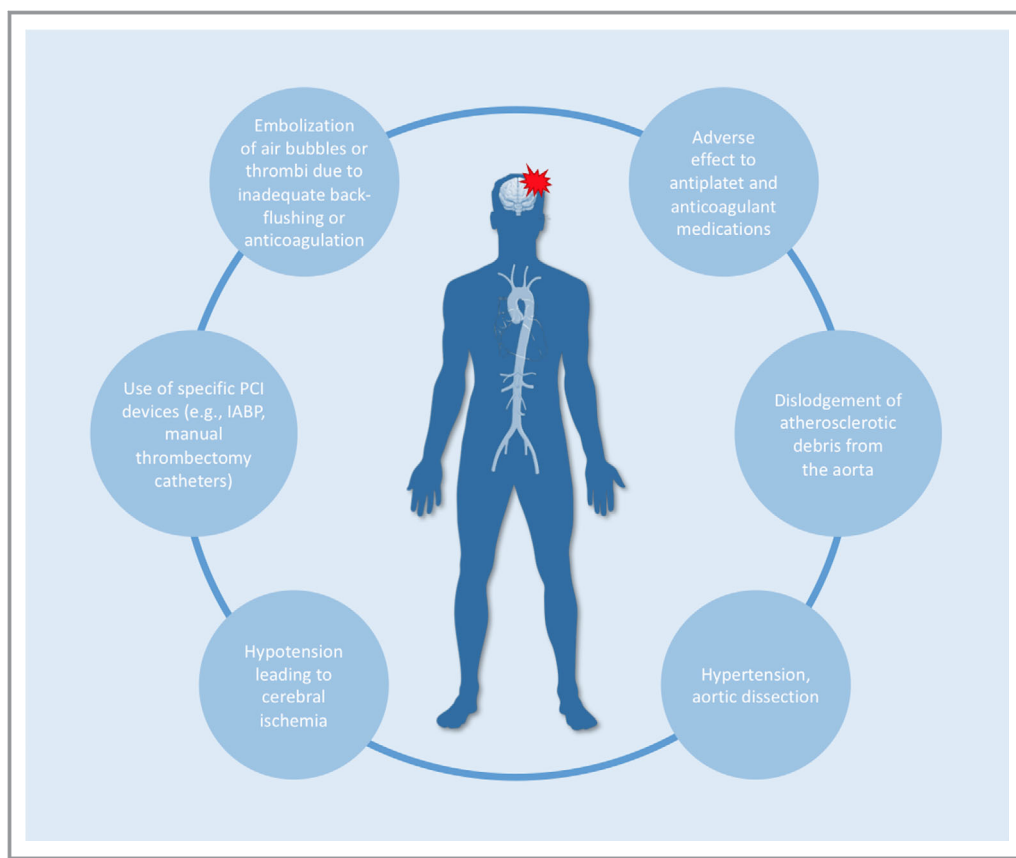 Embolization
of air bubbles or
thrombi due to
inadequate back-
flushing or
anticoagulation
Adverse
effect to
antiplatet and
anticoagulant
medications
Use of specific PCI
devices (e.g., IABP,
manual
thrombectomy
catheters)
Dislodgement of
atherosclerotic
debris from
the aorta
Hypotension
leading to
cerebral
ischemia
Hypertension,
aortic dissection